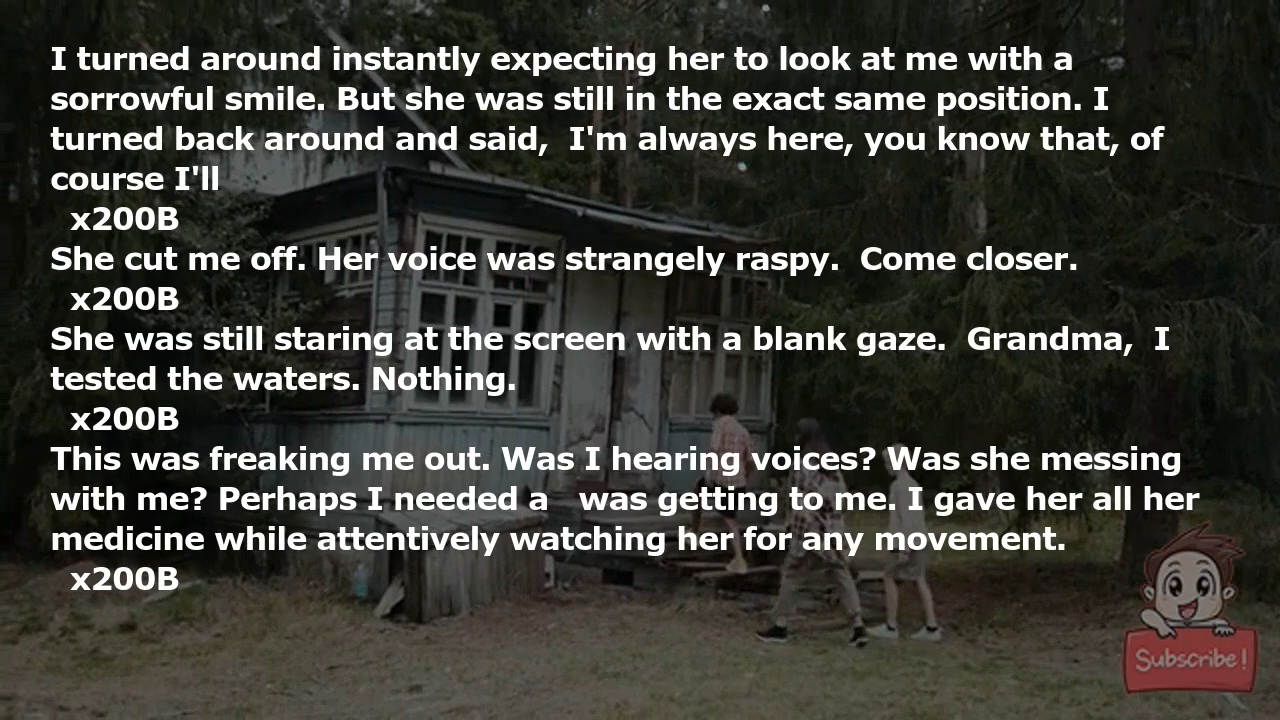 I turned around instantly expecting her to look at me with a
sorrowful smile. But she was still in the exact same position. I
turned back around and said,  I'm always here, you know that, of
course I'll
x200B
She cut me off. Her voice was strangely raspy.  Come closer.
x200B
She was still staring at the screen with a blank gaze.  Grandma,  I
tested the waters. Nothing.
x200B
This was freaking me out. Was I hearing voices? Was she messing
with me? Perhaps I needed a   was getting to me. I gave her all her
medicine while attentively watching her for any movement.
x200B
Subscribe!